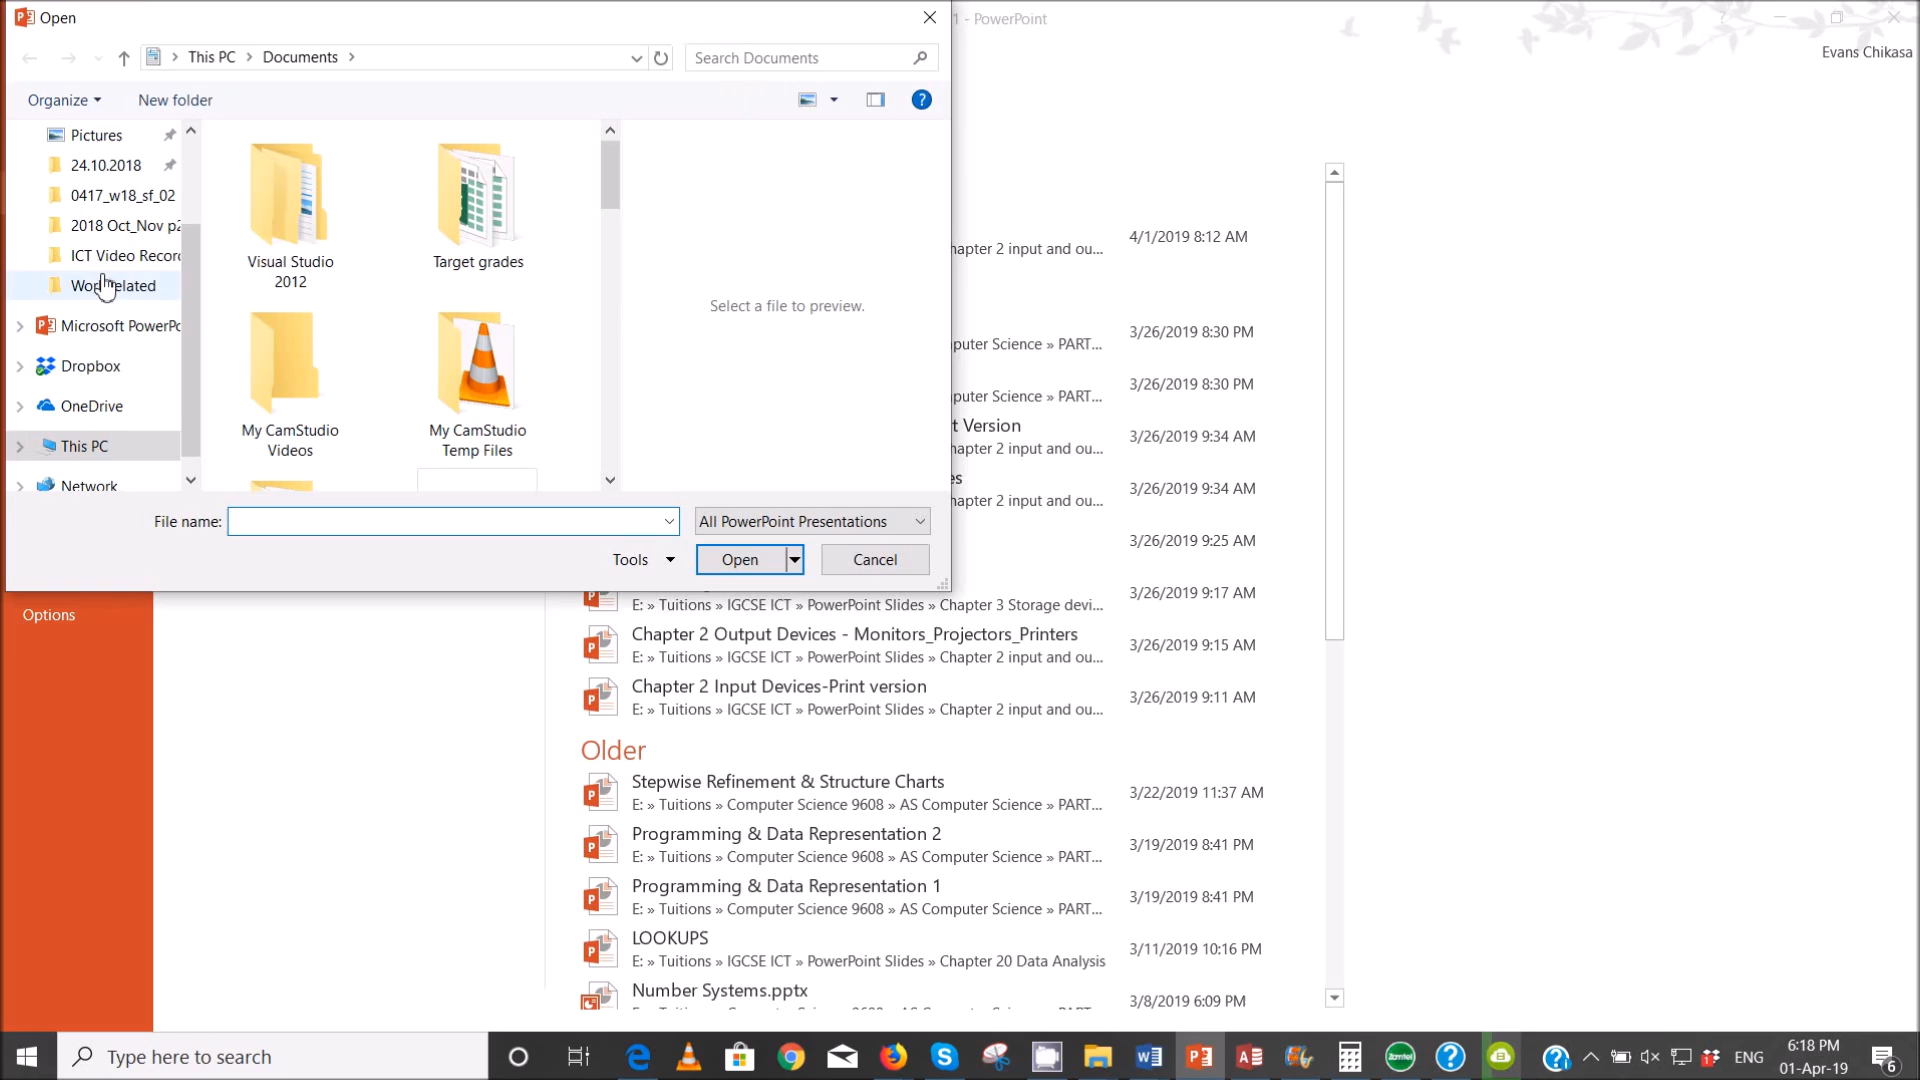 Open
1 - PowerPoint
Evans Chikasa
This PC
Documents
Search Documents
Organize
New folder
Pictures
24.10.2018
0417_w18_sf_02
2018 Oct_Nov p2
ICT Video Recor
Microsoft PowerPo
Dropbox
OneDrive
This PC
Network
Visual Studio
2012
Target grades
My CamStudio
Videos
My CamStudio
Temp Files
Select a file to preview.
File name:
All PowerPoint Presentations
Tools
Open
Cancel
Options
hapter 2 input and ou...
4/1/2019 8:12 AM
puter Science » PART...
3/26/2019 8:30 PM
puter Science » PART...
3/26/2019 8:30 PM
t Version
hapter 2 input and ou...
3/26/2019 9:34 AM
es
hapter 2 input and ou...
3/26/2019 9:34 AM
3/26/2019 9:25 AM
E: » Tuitions » IGCSE ICT » PowerPoint Slides » Chapter 3 Storage devi...
3/26/2019 9:17 AM
Chapter 2 Output Devices - Monitors_Projectors_Printers
E: » Tuitions » IGCSE ICT » PowerPoint Slides » Chapter 2 input and ou...
3/26/2019 9:15 AM
Chapter 2 Input Devices-Print version
E: » Tuitions » IGCSE ICT » PowerPoint Slides » Chapter 2 input and ou...
3/26/2019 9:11 AM
Older
Stepwise Refinement & Structure Charts
E: » Tuitions » Computer Science 9608 » AS Computer Science » PART...
3/22/2019 11:37 AM
Programming & Data Representation 2
E: » Tuitions » Computer Science 9608 » AS Computer Science » PART...
3/19/2019 8:41 PM
Programming & Data Representation 1
E: » Tuitions » Computer Science 9608 » AS Computer Science » PART...
3/19/2019 8:41 PM
LOOKUPS
E: » Tuitions » IGCSE ICT » PowerPoint Slides » Chapter 20 Data Analysis
3/11/2019 10:16 PM
Number Systems.pptx
3/8/2019 6:09 PM
Type here to search
zamtel
ENG
6:18 PM
01-Apr-19
6